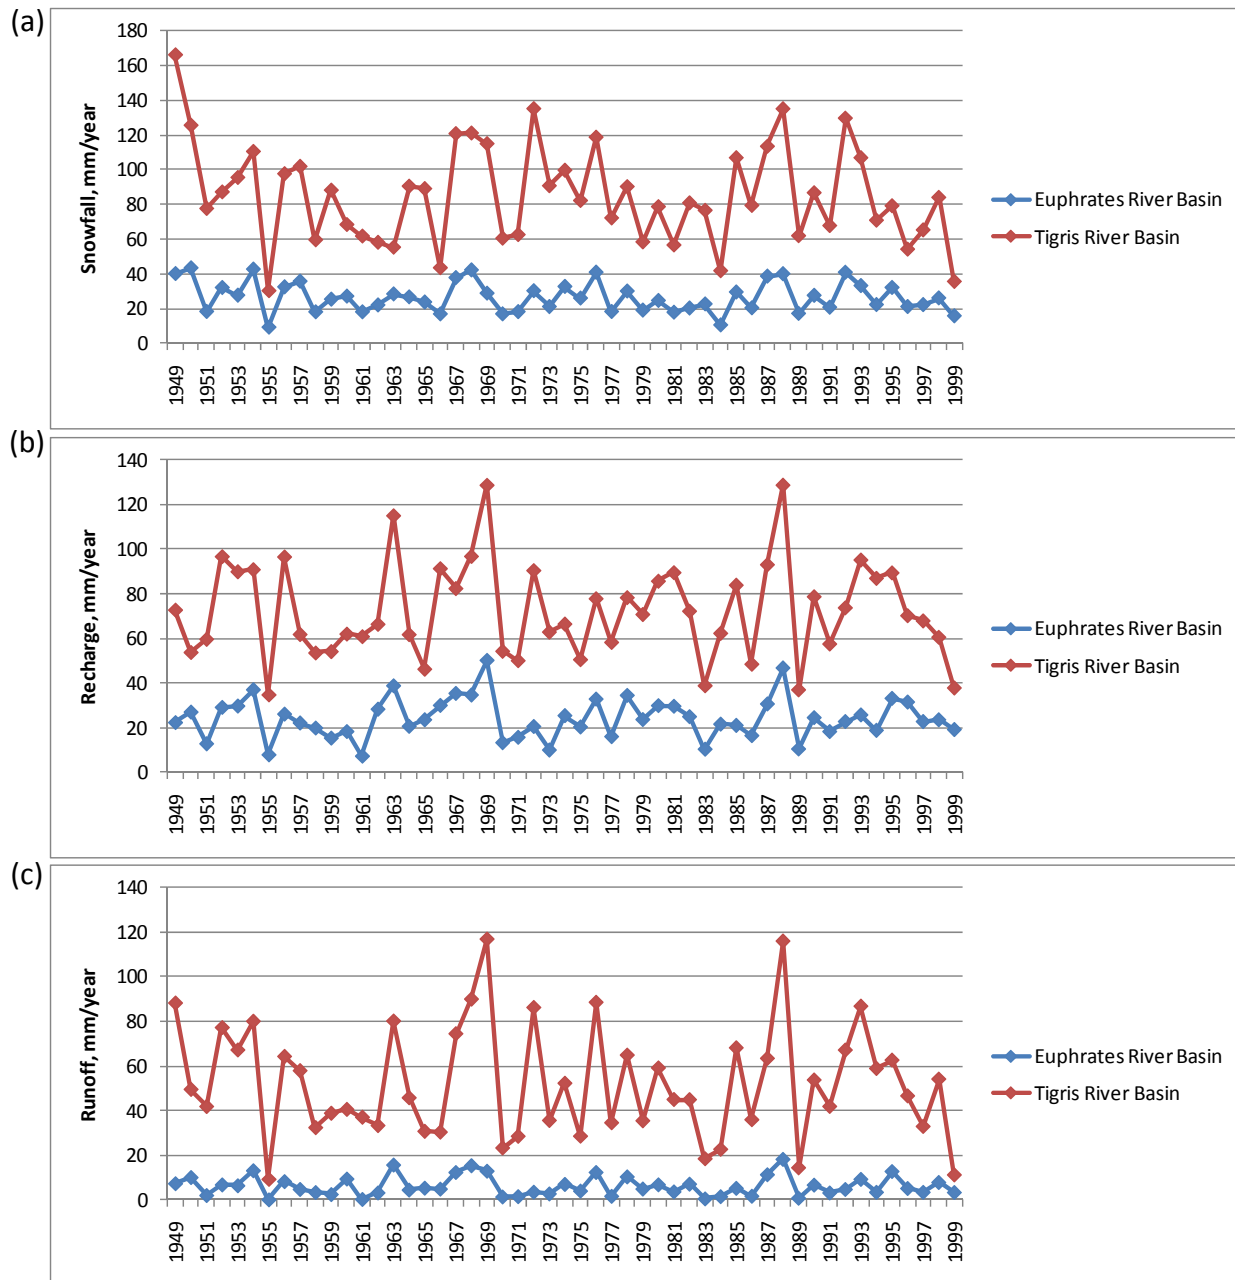 (a)
180
160
140
120
100
80
60
40
20
0
Snowfall, mm/year
1949 1951 1953 1955 1957 1959 1961 1963 1965 1967 1969 1971 1973 1975 1977 1979 1981 1983 1985 1987 1989 1991 1993 1995 1997 1999
Euphrates River Basin
Tigris River Basin
(b)
140
120
100
80
60
40
20
0
Recharge, mm/year
1949 1951 1953 1955 1957 1959 1961 1963 1965 1967 1969 1971 1973 1975 1977 1979 1981 1983 1985 1987 1989 1991 1993 1995 1997 1999
Euphrates River Basin
Tigris River Basin
(c)
140
120
100
80
60
40
20
0
Runoff, mm/year
1949 1951 1953 1955 1957 1959 1961 1963 1965 1967 1969 1971 1973 1975 1977 1979 1981 1983 1985 1987 1989 1991 1993 1995 1997 1999
Euphrates River Basin
Tigris River Basin